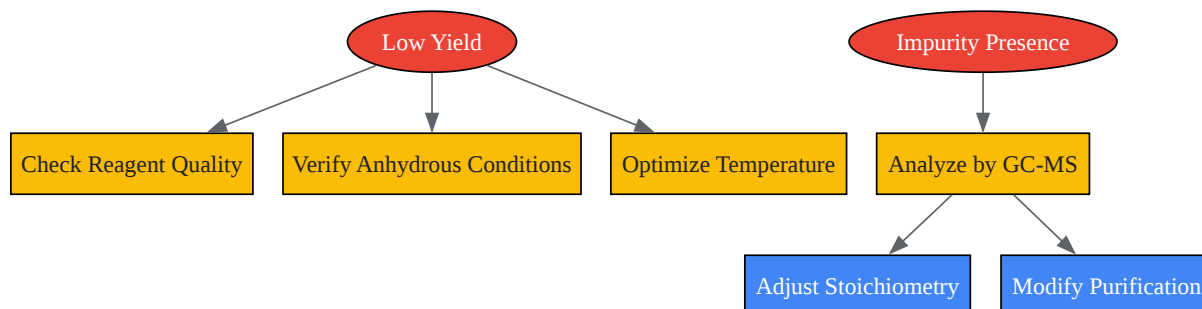 Low Yield
Impurity Presence
Check Reagent Quality
Verify Anhydrous Conditions
Optimize Temperature
Analyze by GC-MS
Adjust Stoichiometry
Modify Purification